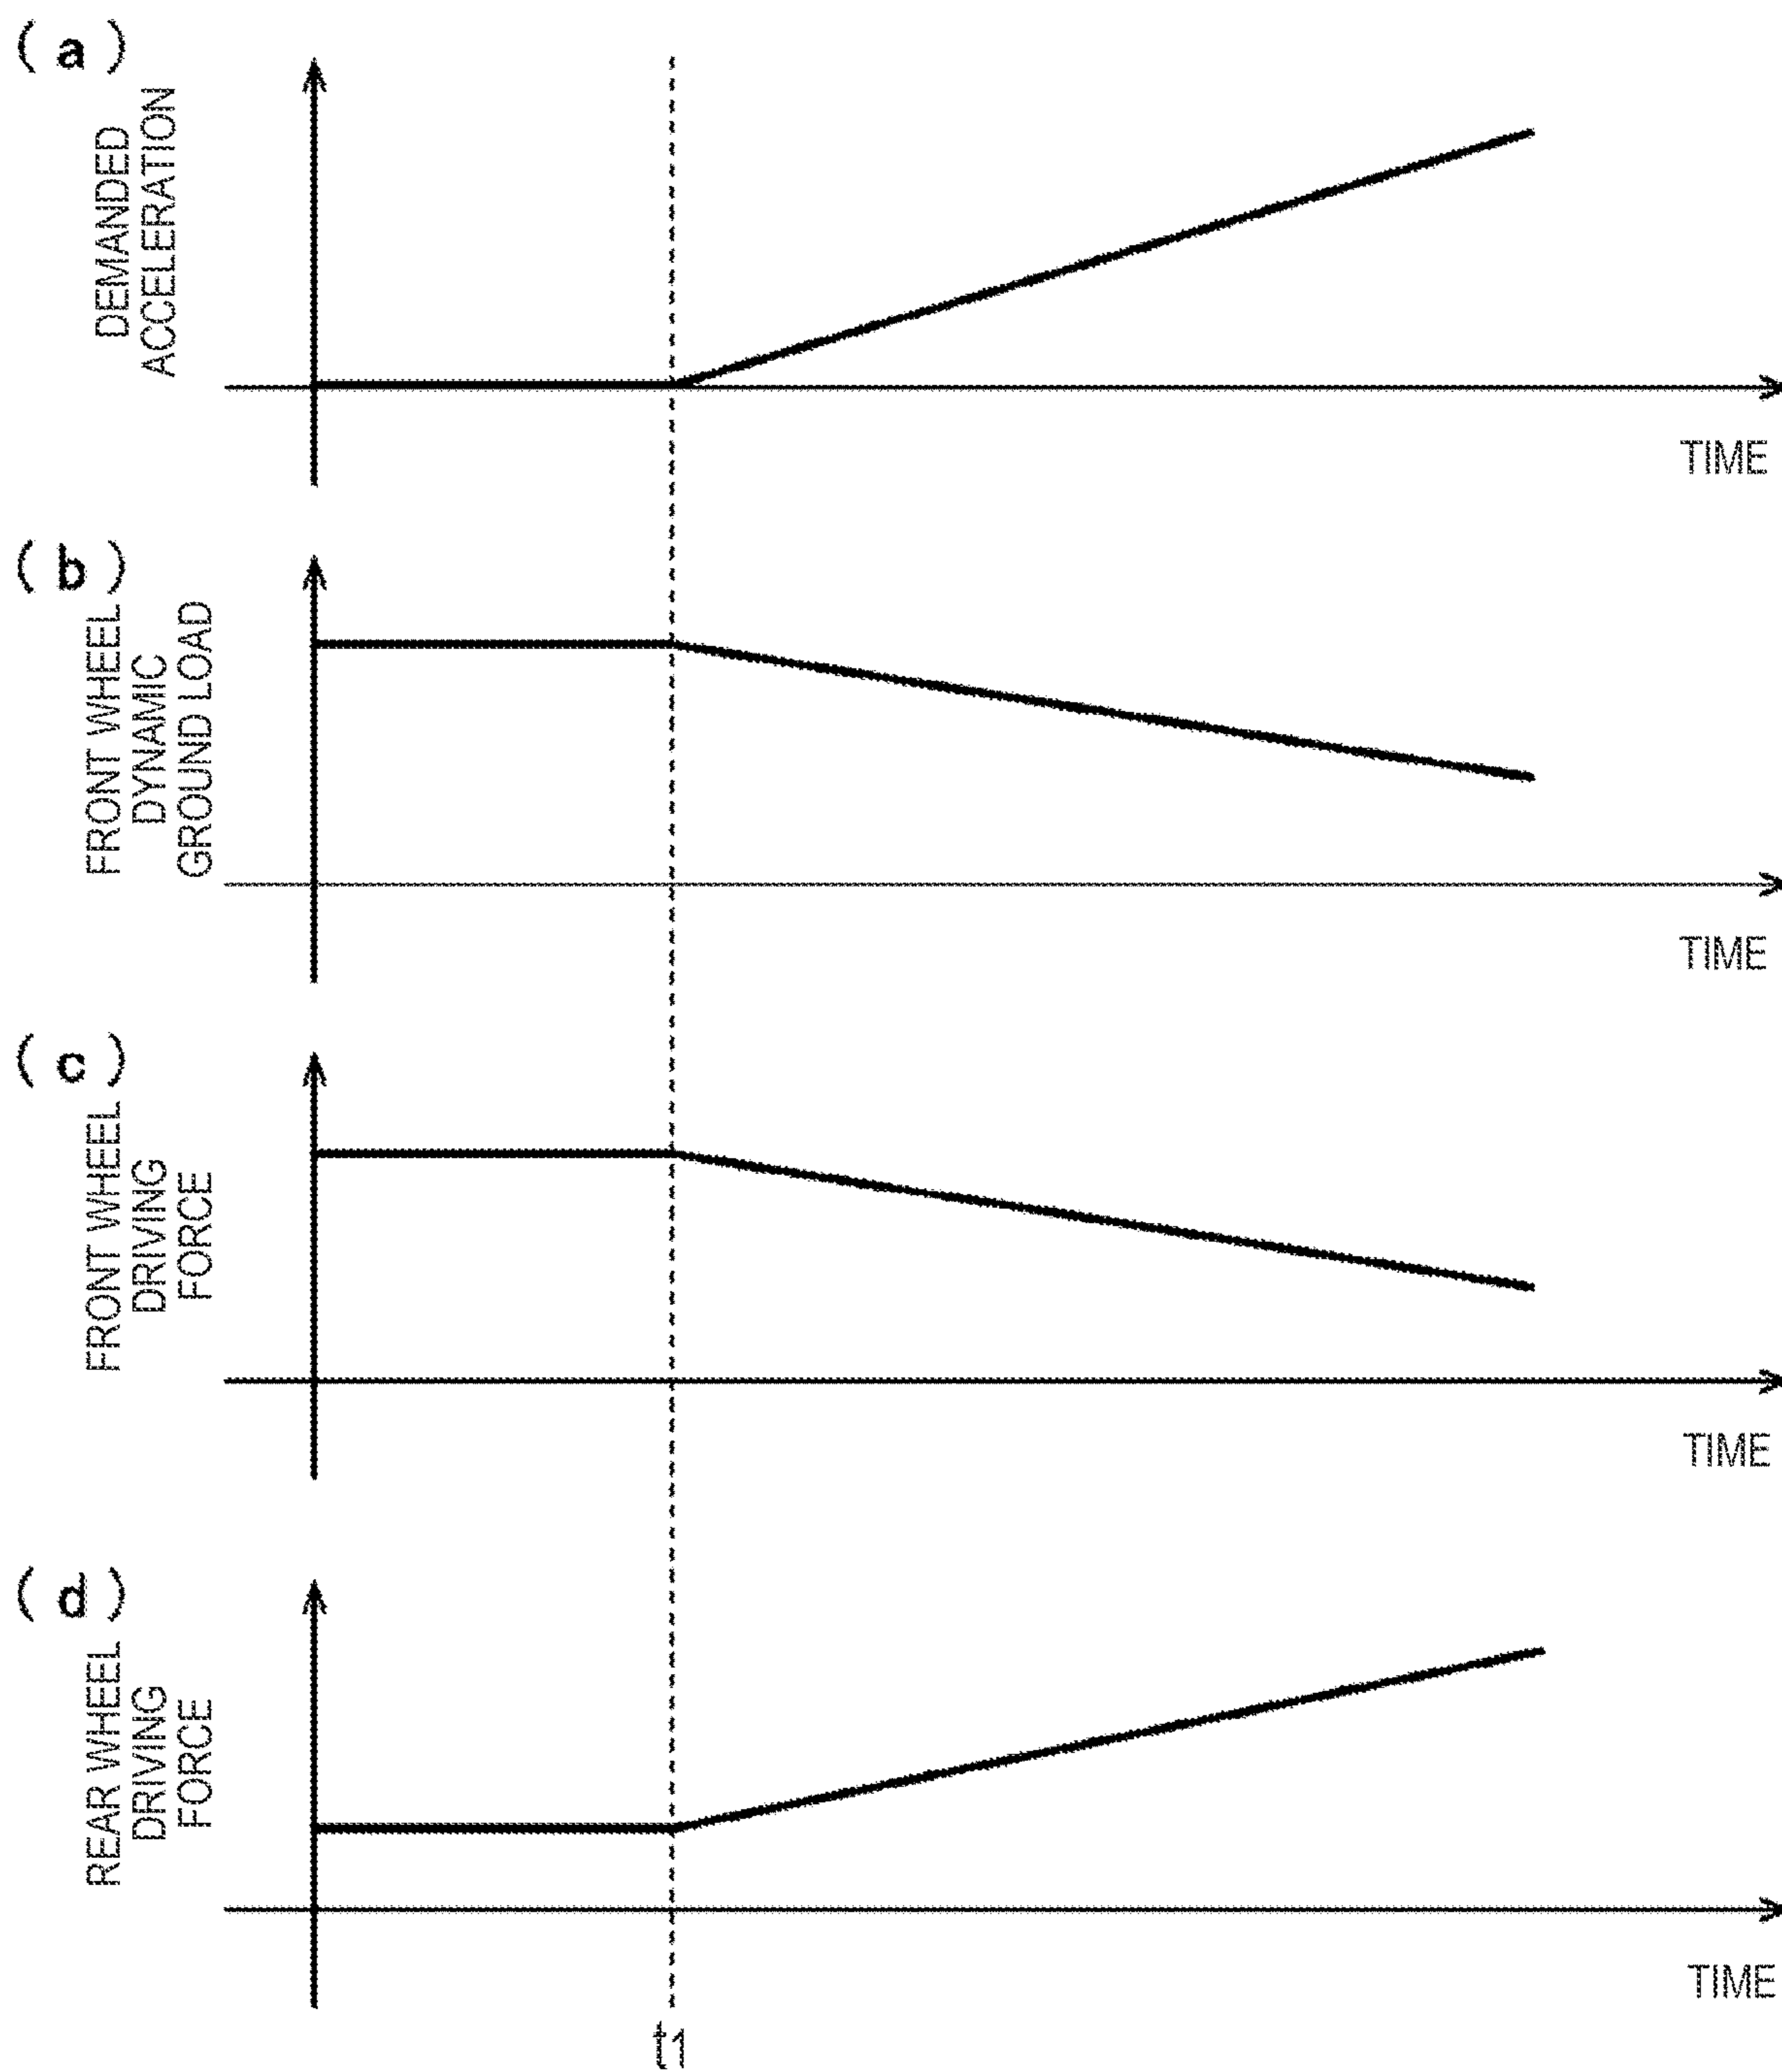 (a)
DEMANDED
ACCELERATION
TIME
(b)
FRONT WHEEL
DYNAMIC
GROUND LOAD
TIME
(c)
FRONT WHEEL
DRIVING
FORCE
TIME
(d)
REAR WHEEL
DRIVING
FORCE
TIME
t1